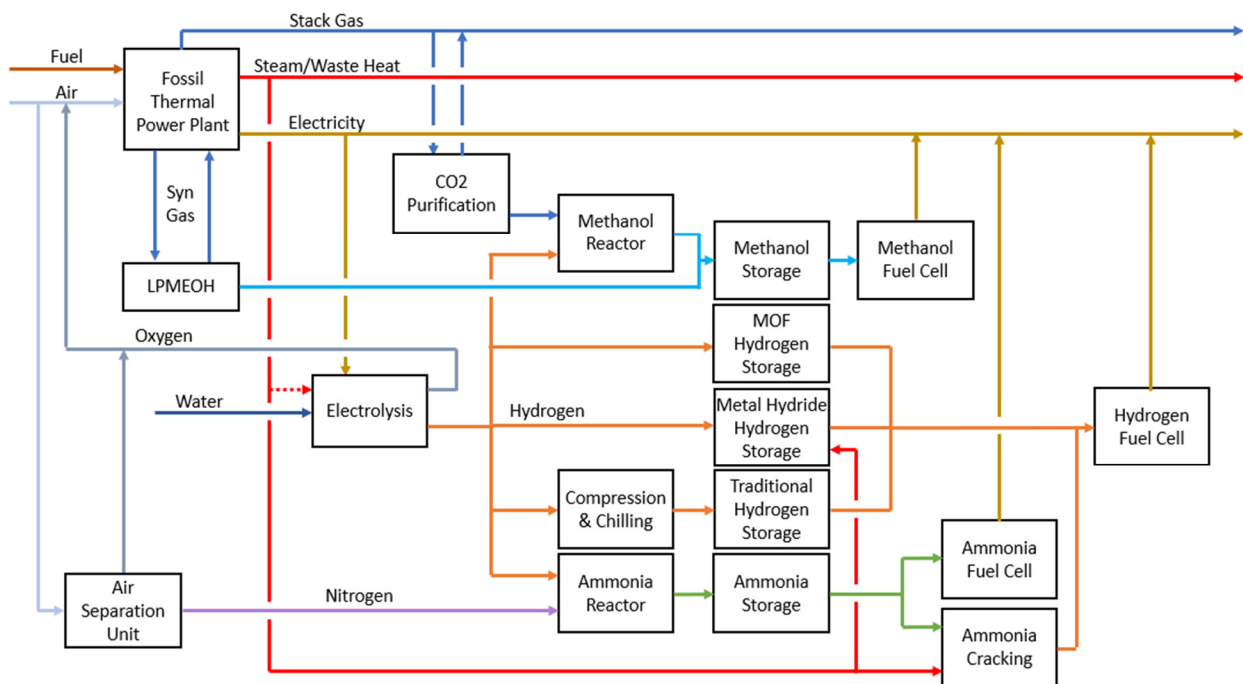 Stack Gas
Fuel
Steam/Waste Heat
Fossil
Thermal
Power Plant
Air
Electricity
Syn
Gas
CO2
Purification
Methanol
Reactor
Methanol
Storage
Methanol
Fuel Cell
LPMEOH
MOF
Hydrogen
Storage
Oxygen
Water
Electrolysis
Hydrogen
Metal Hydride
Hydrogen
Storage
Hydrogen
Fuel Cell
Compression
& Chilling
Traditional
Hydrogen
Storage
Air
Separation
Unit
Nitrogen
Ammonia
Reactor
Ammonia
Storage
Ammonia
Fuel Cell
Ammonia
Cracking